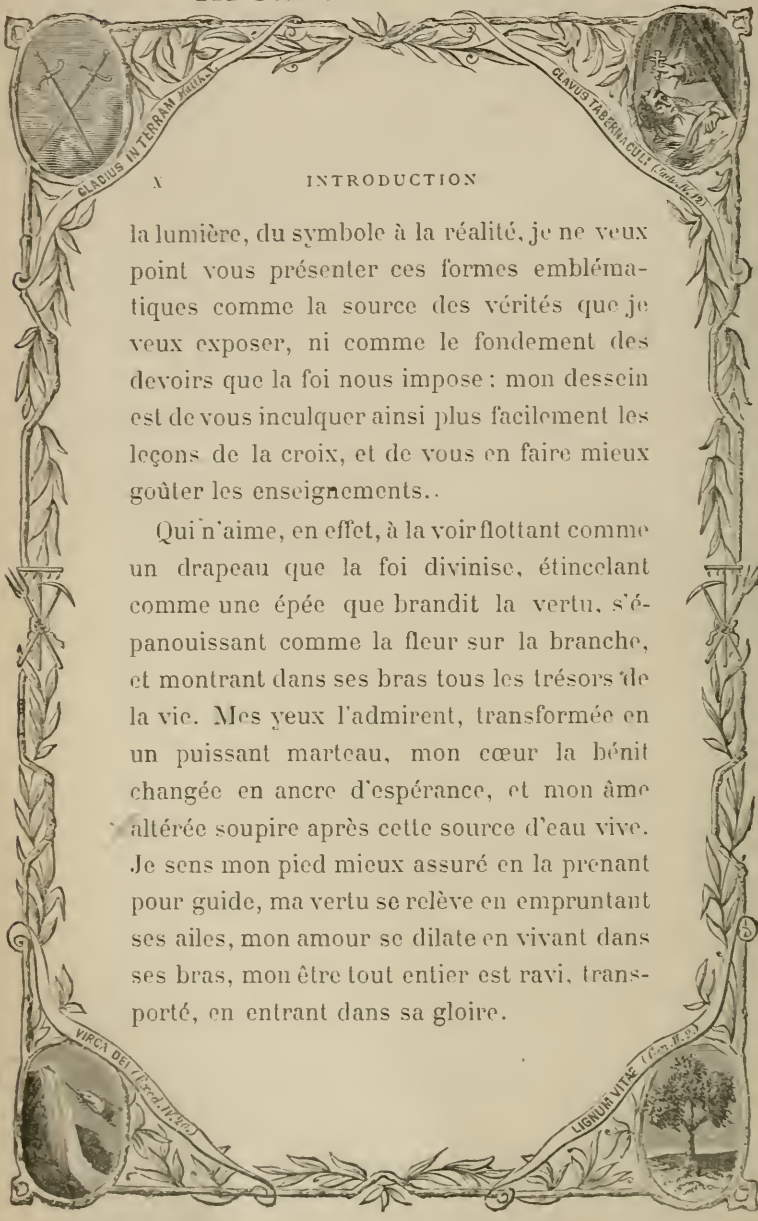 GLADIUS IN TERRAM
CLAVUS TABERNACULI
X INTRODUCTION
la lumière, du symbole à la réalité, je ne veux
point vous présenter ces formes embléma-
tiques comme la source des vérités que je
veux exposer, ni comme le fondement des
devoirs que la foi nous impose : mon dessein
est de vous inculquer ainsi plus facilement les
leçons de la croix, et de vous en faire mieux
goûter les enseignements..
Qui n'aime, en effet, à la voir flottant comme
un drapeau que la foi divinise, étincelant
comme une épée que brandit la vertu, s'é-
panouissant comme la fleur sur la branche,
et montrant dans ses bras tous les trésors de
la vie. Mes yeux l'admirent, transformée en
un puissant marteau, mon cœur la bénit
changée en ancre d'espérance, et mon âme
altérée soupire après cette source d'eau vive.
Je sens mon pied mieux assuré en la prenant
pour guide, ma vertu se relève en empruntant
ses ailes, mon amour se dilate en vivant dans
ses bras, mon être tout entier est ravi, trans-
porté, en entrant dans sa gloire.
VIRGA DEI
LIGNUM VITAE